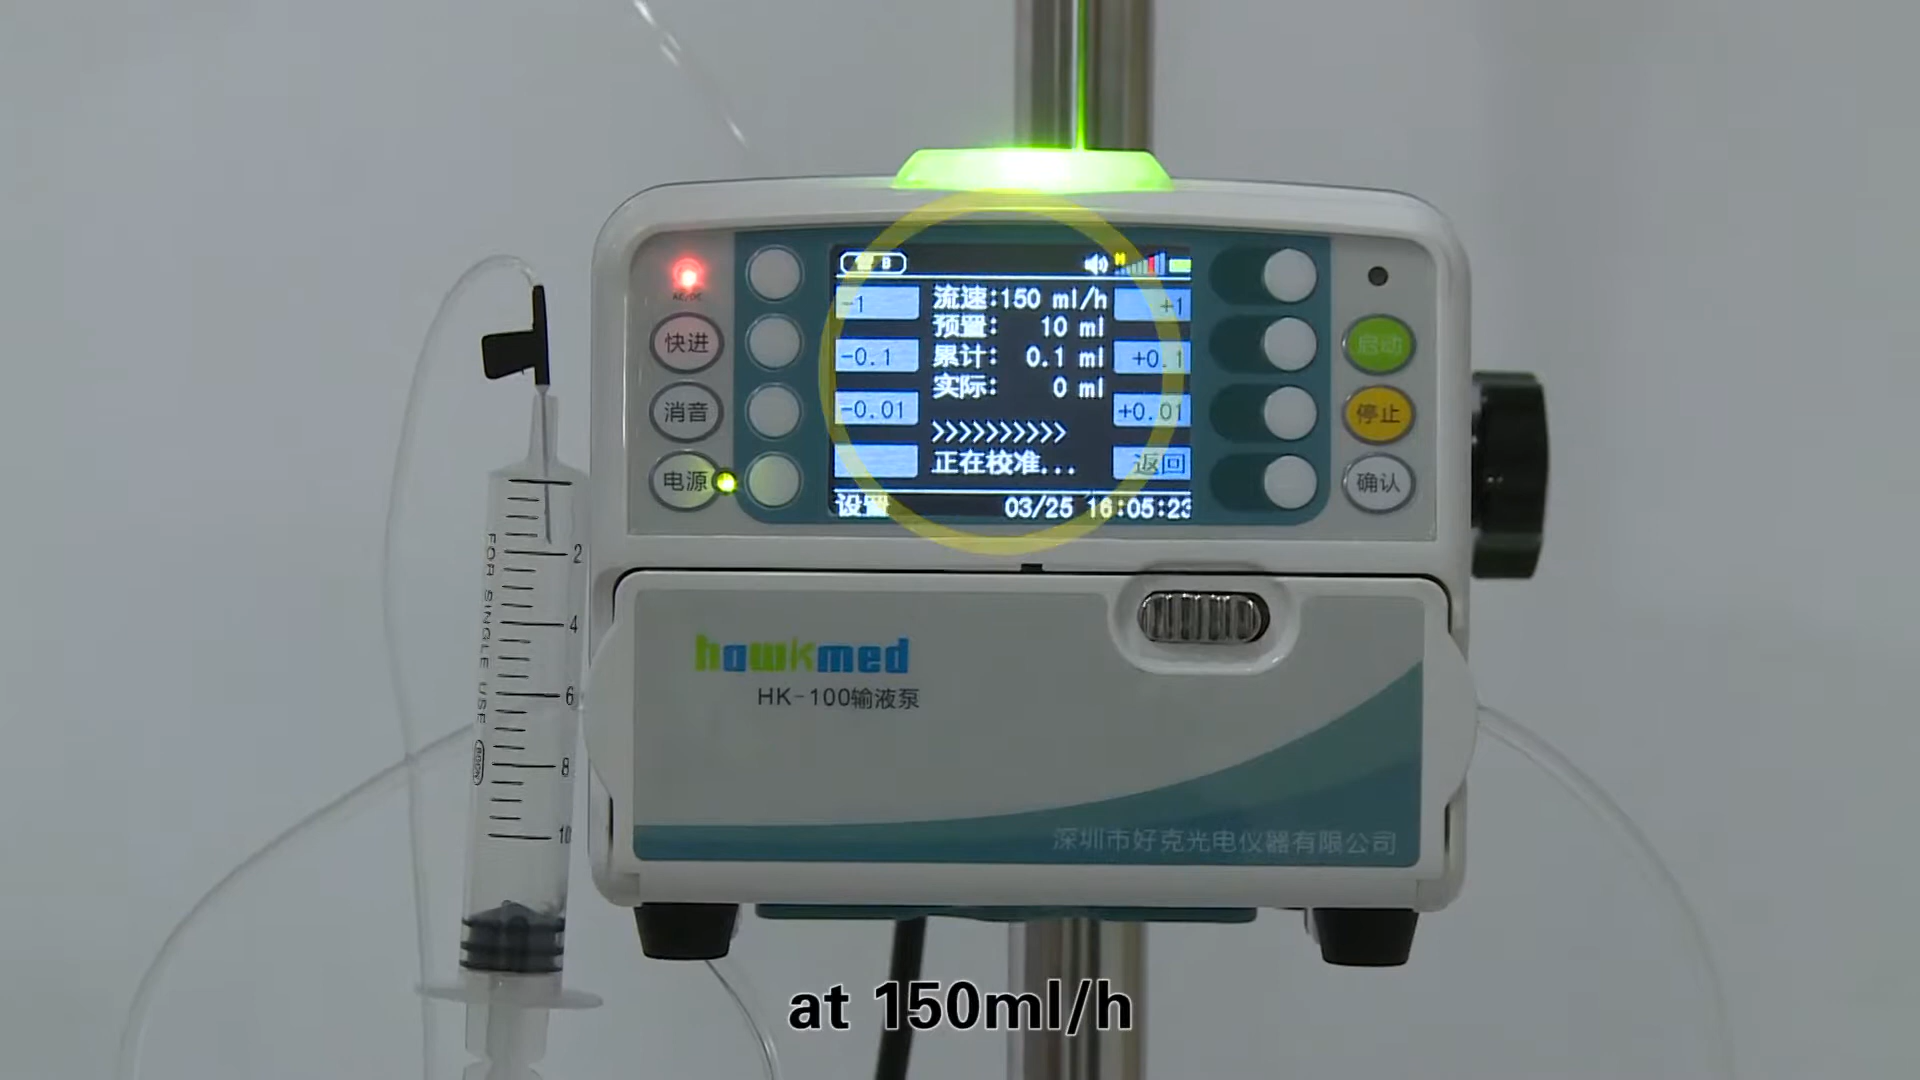 B
-1
流速:150 ml/h
+1
预置: 10 ml
-0.1
累计: 0.1 ml
+0.1
实际: 0 ml
-0.01
+0.01
>>>>>>>>>>
正在校准...
返回
设置
03/25 16:05:23
AC/DC
快进
消音
电源
启动
停止
确认
hawkmed
HK-100输液泵
深圳市好克光电仪器有限公司
FOR SINGLE USE
2
4
6
8
10
at 150ml/h